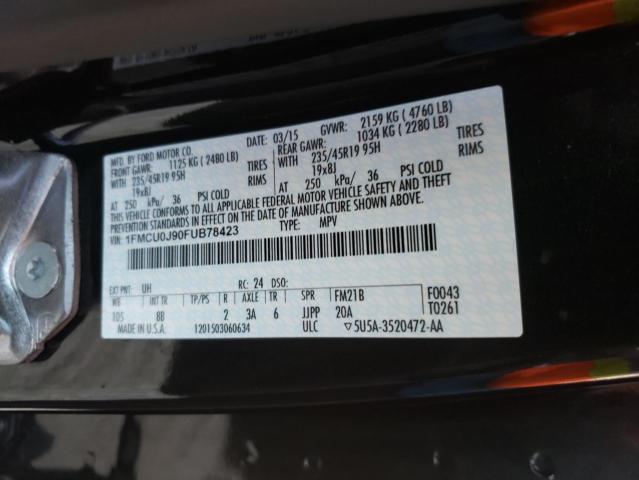 MFD. BY FORD MOTOR CO. DATE: 03/15 GVWR: 2159 KG ( 4760 LB)
FRONT GAWR: 1125 KG ( 2480 LB) REAR GAWR: 1034 KG ( 2280 LB)
WITH 235/45R19 95H TIRES WITH 235/45R19 95H TIRES
19x8J RIMS 19x8J RIMS
AT 250 kPa/ 36 PSI COLD AT 250 kPa/ 36 PSI COLD
THIS VEHICLE CONFORMS TO ALL APPLICABLE FEDERAL MOTOR VEHICLE SAFETY AND THEFT
PREVENTION STANDARDS IN EFFECT ON THE DATE OF MANUFACTURE SHOWN ABOVE.
1FMCU0J90FUB78423 TYPE: MPV
EXT PNT: UH RC: 24 DSO:
WB INT TR TP/PS R AXLE TR SPR FM21B F0043
105 8B 2 3A 6 JJPP 20A T0261
MADE IN U.S.A. 1201503060634 ULC 5U5A-3520472-AA